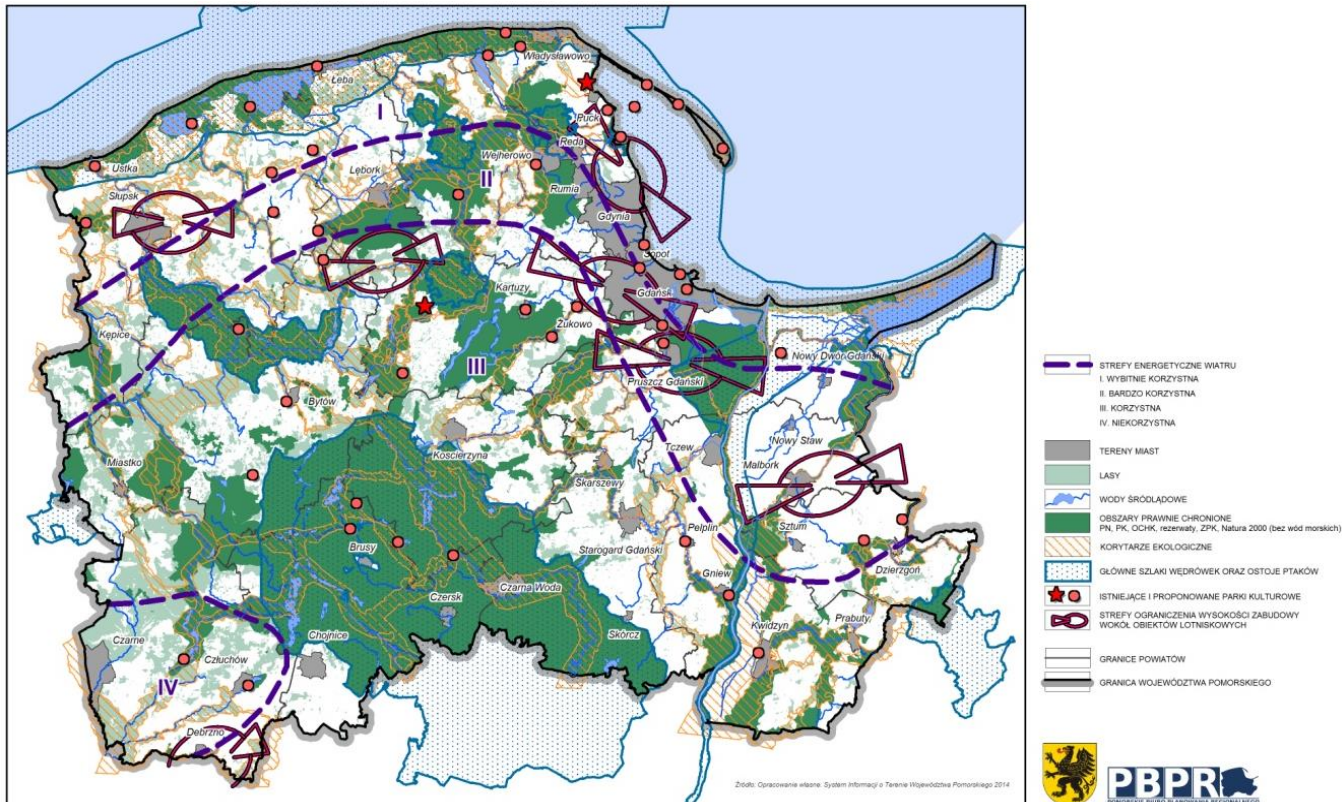 Władysławowo
Łeba
I
Puck
Reda
Ustka
Wejherowo
Lębork
II
Rumia
Słupsk
Gdynia
Sopot
Kartuzy
Gdańsk
Kępice
Żukowo
Nowy Dwór Gdański
III
Pruszcz Gdański
Bytów
Nowy Staw
Tczew
Kościerzyna
Malbork
Miastko
Skarszewy
Pelplin
Sztum
Brusy
Starogard Gdański
Dzierzgoń
Gniew
Czarna Woda
Czersk
Prabuty
Kwidzyn
Skórcz
Czarne
Chojnice
Człuchów
IV
Debrzno
Źródło: Opracowanie własne: System Informacji o Terenie Województwa Pomorskiego 2014
STREFY ENERGETYCZNE WIATRU
I. WYBITNIE KORZYSTNA
II. BARDZO KORZYSTNA
III. KORZYSTNA
IV. NIEKORZYSTNA
TERENY MIAST
LASY
WODY ŚRÓDLĄDOWE
OBSZARY PRAWNIE CHRONIONE
PN, PK, OCHK, rezerwaty, ZPK, Natura 2000 (bez wód morskich)
KORYTARZE EKOLOGICZNE
GŁÓWNE SZLAKI WĘDRÓWEK ORAZ OSTOJE PTAKÓW
ISTNIEJĄCE I PROPONOWANE PARKI KULTUROWE
STREFY OGRANICZENIA WYSOKOŚCI ZABUDOWY
WOKÓŁ OBIEKTÓW LOTNISKOWYCH
GRANICE POWIATÓW
GRANICA WOJEWÓDZTWA POMORSKIEGO
PBPR
POMORSKIE BIURO PLANOWANIA REGIONALNEGO